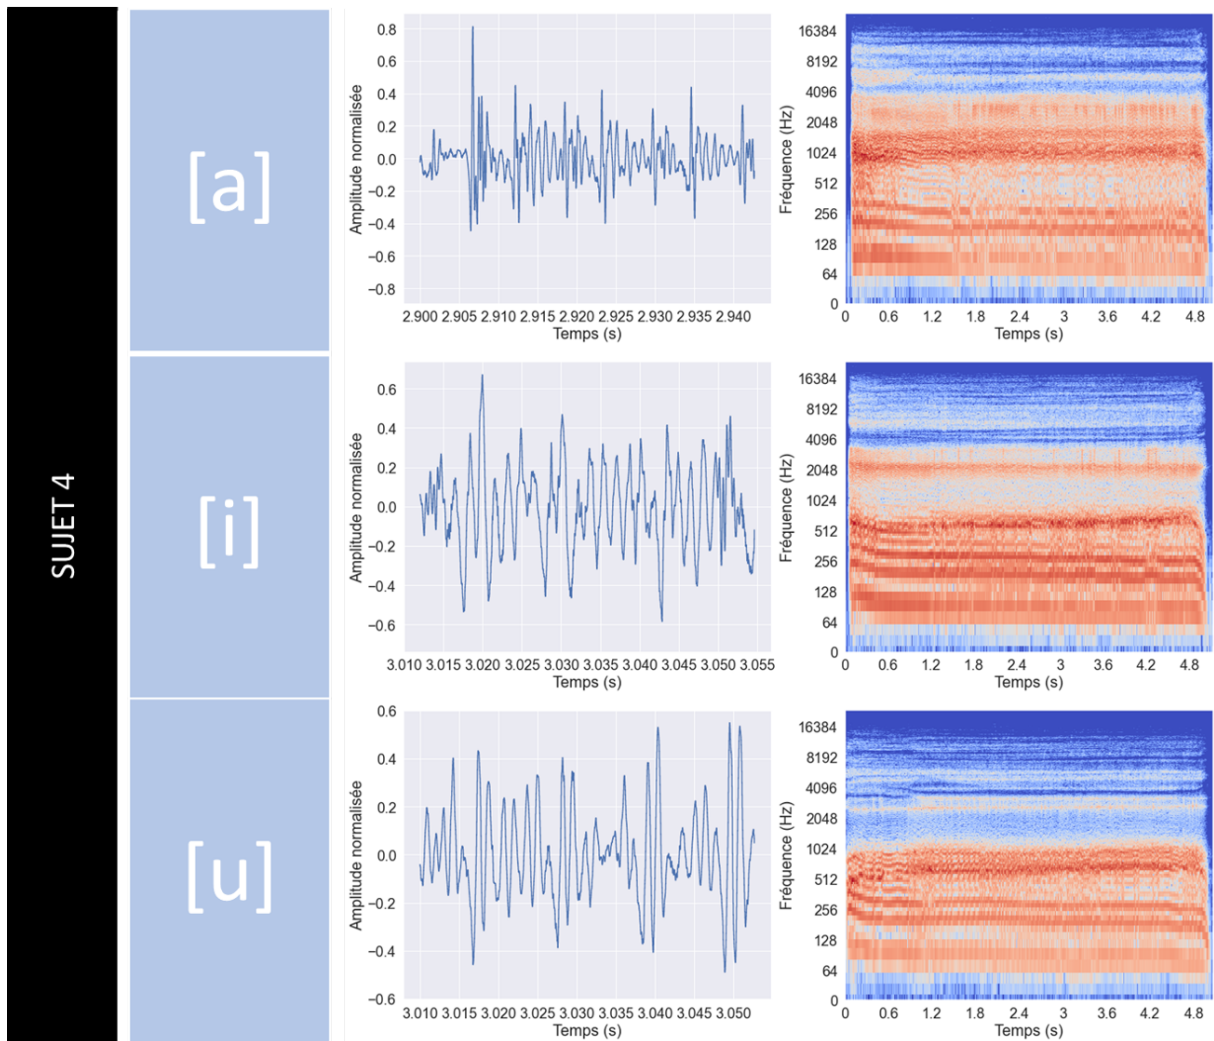 SUJET 4
[a]
Amplitude normalisée
0.8
0.6
0.4
0.2
0.0
−0.2
−0.4
−0.6
−0.8
2.900 2.905 2.910 2.915 2.920 2.925 2.930 2.935 2.940
Temps (s)
Fréquence (Hz)
16384
8192
4096
2048
1024
512
256
128
64
0
0 0.6 1.2 1.8 2.4 3 3.6 4.2 4.8
Temps (s)
[i]
Amplitude normalisée
0.6
0.4
0.2
0.0
−0.2
−0.4
−0.6
3.010 3.015 3.020 3.025 3.030 3.035 3.040 3.045 3.050 3.055
Temps (s)
Fréquence (Hz)
16384
8192
4096
2048
1024
512
256
128
64
0
0 0.6 1.2 1.8 2.4 3 3.6 4.2 4.8
Temps (s)
[u]
Amplitude normalisée
0.6
0.4
0.2
0.0
−0.2
−0.4
−0.6
3.010 3.015 3.020 3.025 3.030 3.035 3.040 3.045 3.050
Temps (s)
Fréquence (Hz)
16384
8192
4096
2048
1024
512
256
128
64
0
0 0.6 1.2 1.8 2.4 3 3.6 4.2 4.8
Temps (s)